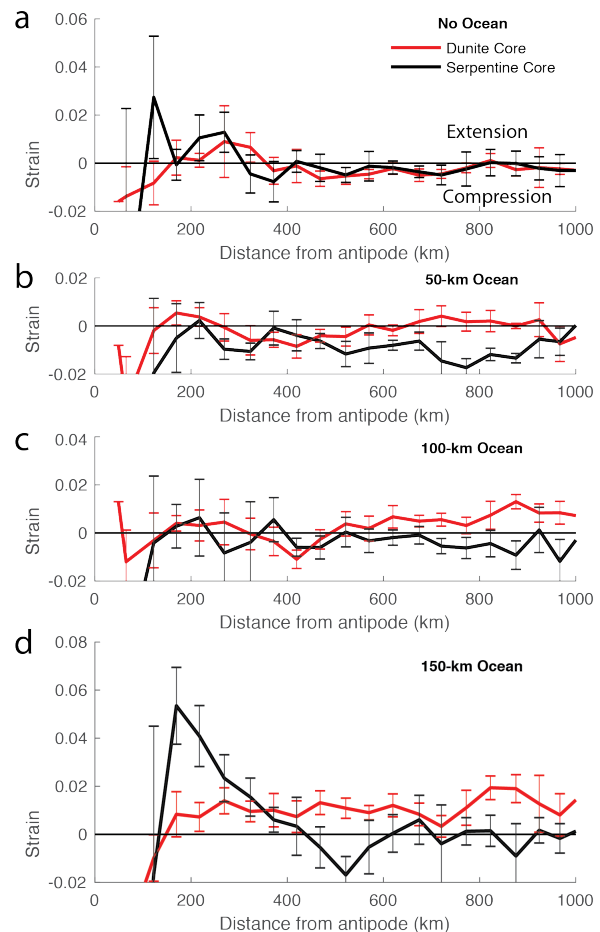 a
No Ocean
Dunite Core
Serpentine Core
Extension
Compression
Strain
0.06
0.04
0.02
0
-0.02
0 200 400 600 800 1000
Distance from antipode (km)
b
50-km Ocean
Strain
0.02
0
-0.02
0 200 400 600 800 1000
Distance from antipode (km)
c
100-km Ocean
Strain
0.04
0.02
0
-0.02
0 200 400 600 800 1000
Distance from antipode (km)
d
150-km Ocean
Strain
0.08
0.06
0.04
0.02
0
-0.02
0 200 400 600 800 1000
Distance from antipode (km)